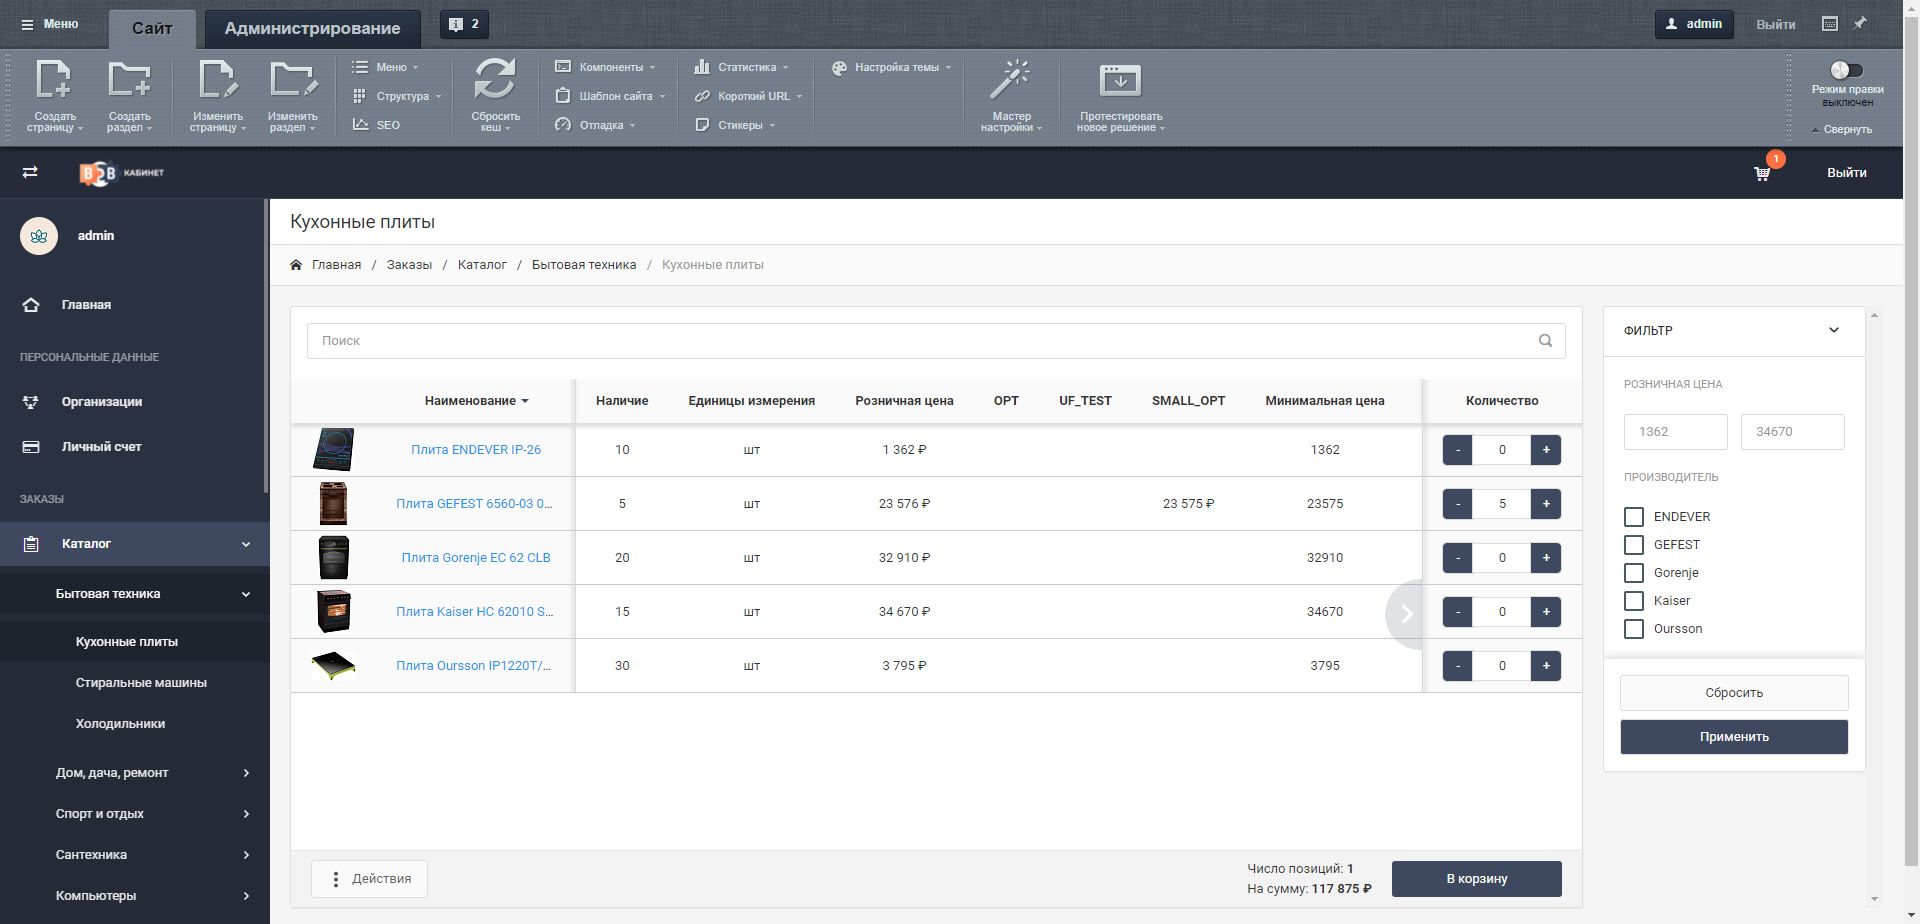 Меню
Сайт
Администрирование
2
admin
Выйти
Создать страницу
Создать раздел
Изменить страницу
Изменить раздел
Меню
Структура
SEO
Сбросить кеш
Компоненты
Шаблон сайта
Отладка
Статистика
Короткий URL
Стикеры
Настройка темы
Мастер настройки
Протестировать новое решение
Режим правки
выключен
Свернуть
B2B КАБИНЕТ
1
Выйти
admin
Главная
ПЕРСОНАЛЬНЫЕ ДАННЫЕ
Организации
Личный счет
ЗАКАЗЫ
Каталог
Бытовая техника
Кухонные плиты
Стиральные машины
Холодильники
Дом, дача, ремонт
Спорт и отдых
Сантехника
Компьютеры
Кухонные плиты
Главная / Заказы / Каталог / Бытовая техника / Кухонные плиты
Поиск
Наименование Наличие Единицы измерения Розничная цена OPT UF_TEST SMALL_OPT Минимальная цена Количество
Плита ENDEVER IP-26 10 шт 1 362 ₽ 1362 - 0 +
Плита GEFEST 6560-03 0... 5 шт 23 576 ₽ 23 575 ₽ 23575 - 5 +
Плита Gorenje EC 62 CLB 20 шт 32 910 ₽ 32910 - 0 +
Плита Kaiser HC 62010 S... 15 шт 34 670 ₽ 34670 - 0 +
Плита Oursson IP1220T/... 30 шт 3 795 ₽ 3795 - 0 +
Действия
Число позиций: 1
На сумму: 117 875 ₽
В корзину
ФИЛЬТР
РОЗНИЧНАЯ ЦЕНА
1362 34670
ПРОИЗВОДИТЕЛЬ
ENDEVER
GEFEST
Gorenje
Kaiser
Oursson
Сбросить
Применить